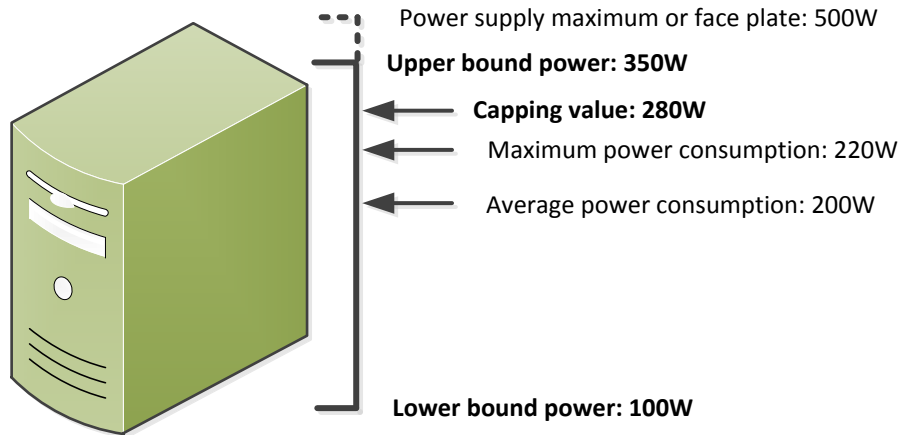 Power supply maximum or face plate: 500W
Upper bound power: 350W
Capping value: 280W
Maximum power consumption: 220W
Average power consumption: 200W
Lower bound power: 100W